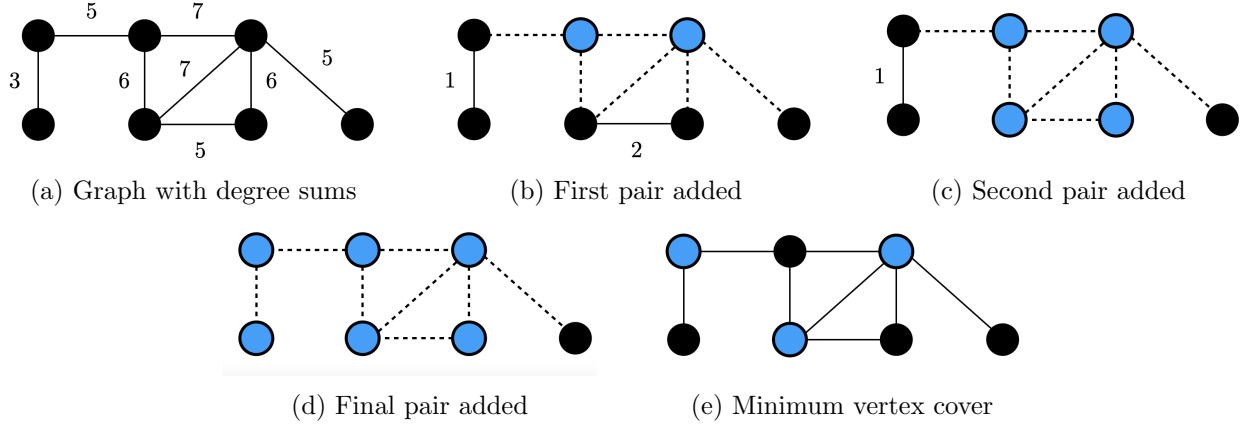 5 7
3 6 7 6 5
5
(a) Graph with degree sums
1
2
(b) First pair added
1
(c) Second pair added
(d) Final pair added
(e) Minimum vertex cover